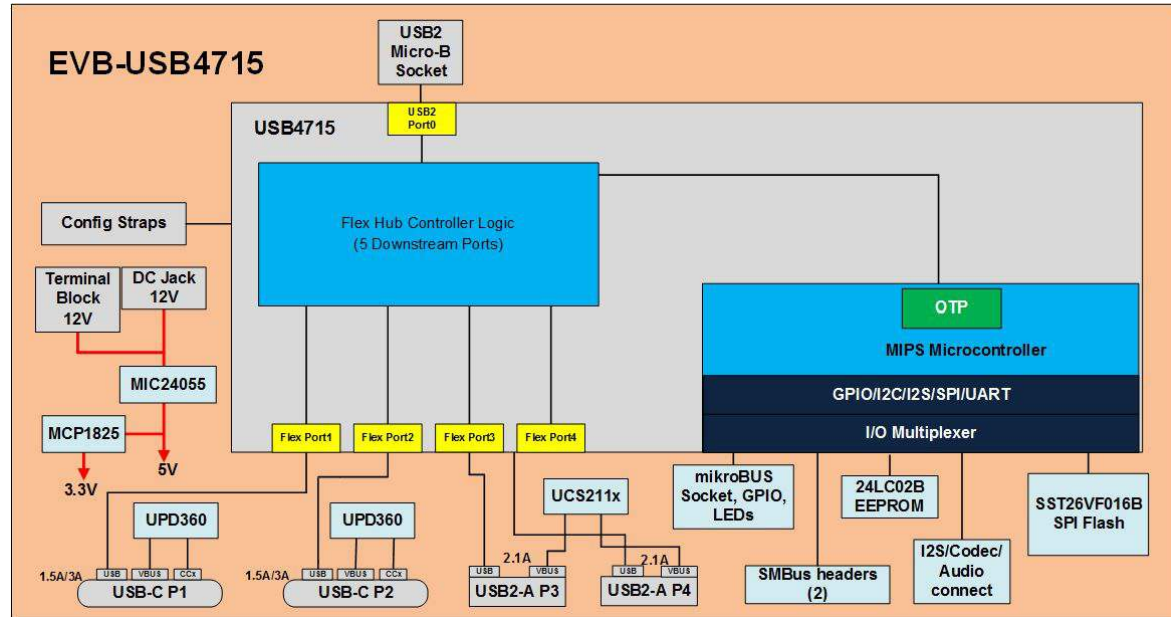 EVB-USB4715
USB2
Micro-B
Socket
USB2
Port0
USB4715
Flex Hub Controller Logic
(5 Downstream Ports)
Config Straps
Terminal
Block
12V
DC Jack
12V
MIC24055
MCP1825
5V
3.3V
OTP
MIPS Microcontroller
GPIO/I2C/I2S/SPI/UART
I/O Multiplexer
Flex Port1
Flex Port2
Flex Port3
Flex Port4
UPD360
UPD360
UCS211x
mikroBUS
Socket, GPIO,
LEDs
24LC02B
EEPROM
SST26VF016B
SPI Flash
SMBus headers
(2)
I2S/Codec/
Audio
connect
1.5A/3A
USB
VBUS
CCx
USB-C P1
1.5A/3A
USB
VBUS
CCx
USB-C P2
2.1A
USB
VBUS
USB2-A P3
2.1A
USB
VBUS
USB2-A P4